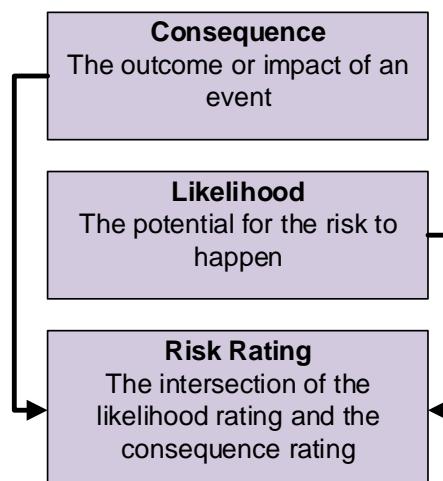 Consequence
The outcome or impact of an
event
Likelihood
The potential for the risk to
happen
Risk Rating
The intersection of the
likelihood rating and the
consequence rating